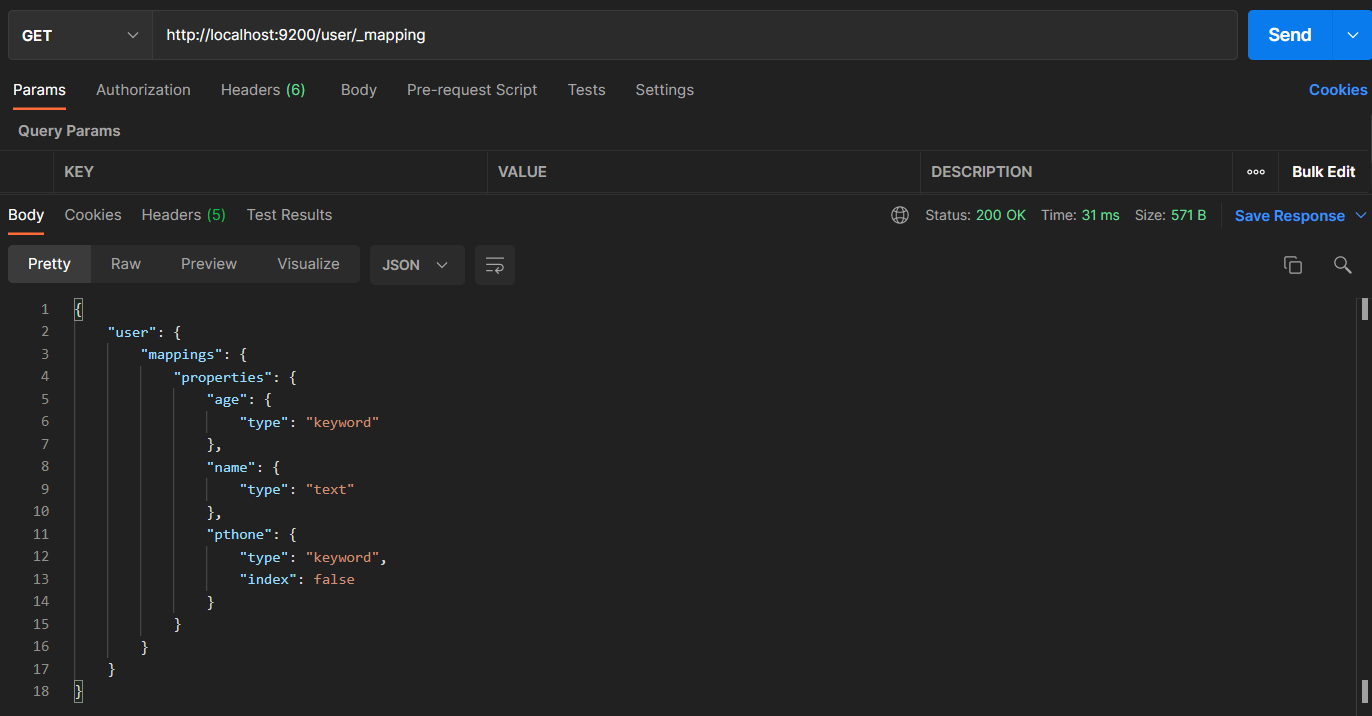 GET http://localhost:9200/user/_mapping Send
Params Authorization Headers (6) Body Pre-request Script Tests Settings Cookies
Query Params
KEY VALUE DESCRIPTION ooo Bulk Edit
Body Cookies Headers (5) Test Results Status: 200 OK Time: 31 ms Size: 571 B Save Response
Pretty Raw Preview Visualize JSON
1 {
2 "user": {
3 "mappings": {
4 "properties": {
5 "age": {
6 "type": "keyword"
7 },
8 "name": {
9 "type": "text"
10 },
11 "pthone": {
12 "type": "keyword",
13 "index": false
14 }
15 }
16 }
17 }
18 }